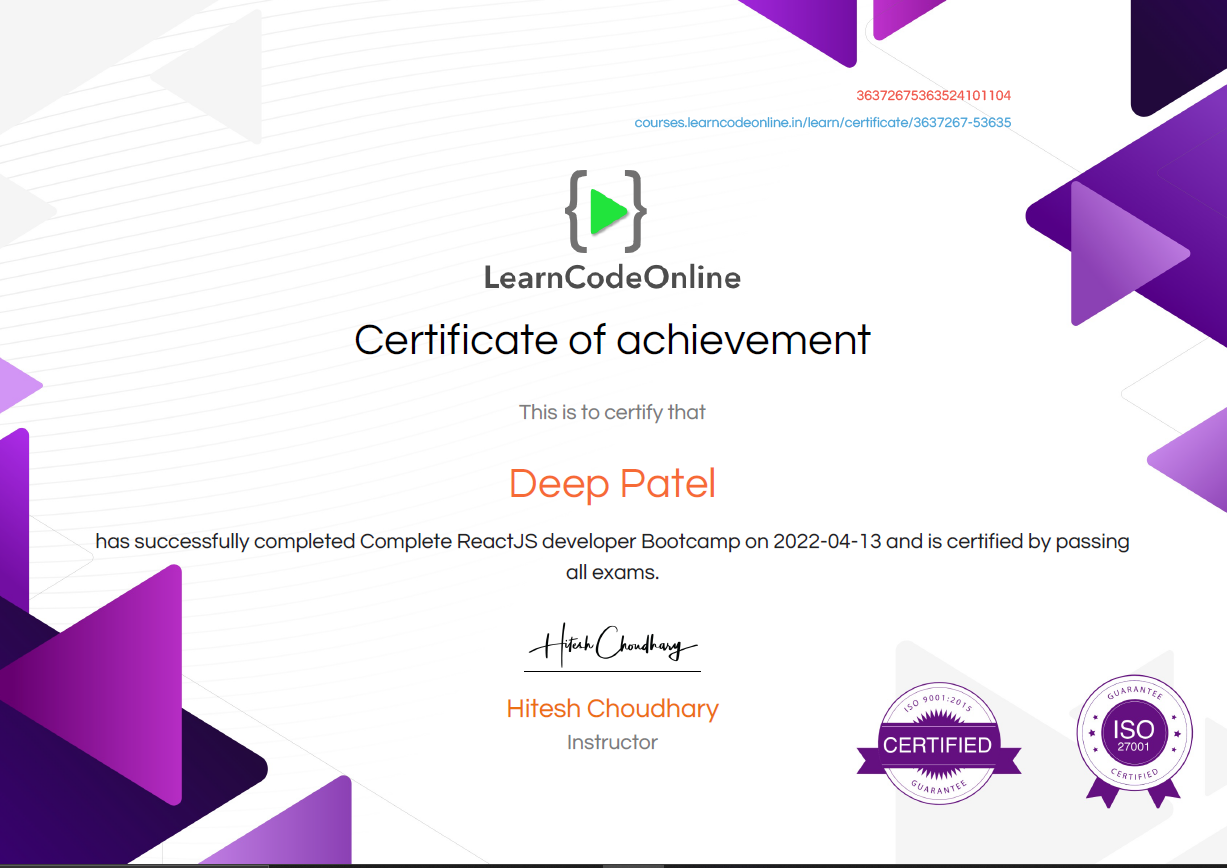 36372675363524101104
courses.learncodeonline.in/learn/certificate/3637267-53635
{ }
LearnCodeOnline
Certificate of achievement
This is to certify that
Deep Patel
has successfully completed Complete ReactJS developer Bootcamp on 2022-04-13 and is certified by passing
all exams.
Hitesh Choudhary
Hitesh Choudhary
Instructor
ISO 9001:2015
CERTIFIED
GUARANTEE
GUARANTEE
ISO
27001
CERTIFIED